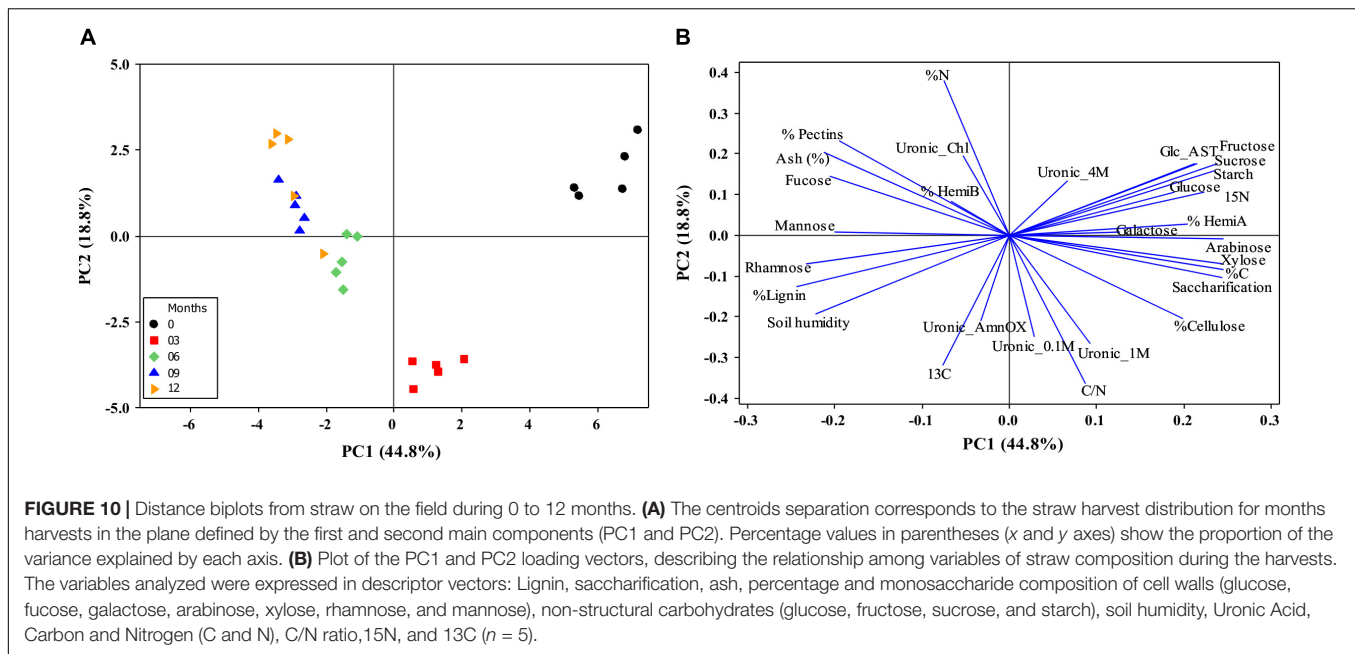 A
5.0
2.5
0.0
-2.5
-5.0
PC2 (18.8%)
Months
0
03
06
09
12
-6 -4 -2 0 2 4 6
PC1 (44.8%)
B
0.4
0.3
0.2
0.1
0.0
-0.1
-0.2
-0.3
-0.4
PC2 (18.8%)
%N
% Pectins
Uronic_Chl
Ash (%)
Fucose
% HemiB
Uronic_4M
Glc_AST
Fructose
Sucrose
Starch
Glucose
15N
% HemiA
Mannose
Galactose
Arabinose
Rhamnose
Xylose
%C
%Lignin
Saccharification
Soil humidity
Uronic_AmnOX
%Cellulose
Uronic_0.1M
Uronic_1M
13C
C/N
-0.3 -0.2 -0.1 0.0 0.1 0.2 0.3
PC1 (44.8%)
FIGURE 10 | Distance biplots from straw on the field during 0 to 12 months. (A) The centroids separation corresponds to the straw harvest distribution for months
harvests in the plane defined by the first and second main components (PC1 and PC2). Percentage values in parentheses (x and y axes) show the proportion of the
variance explained by each axis. (B) Plot of the PC1 and PC2 loading vectors, describing the relationship among variables of straw composition during the harvests.
The variables analyzed were expressed in descriptor vectors: Lignin, saccharification, ash, percentage and monosaccharide composition of cell walls (glucose,
fucose, galactose, arabinose, xylose, rhamnose, and mannose), non-structural carbohydrates (glucose, fructose, sucrose, and starch), soil humidity, Uronic Acid,
Carbon and Nitrogen (C and N), C/N ratio,15N, and 13C (n = 5).